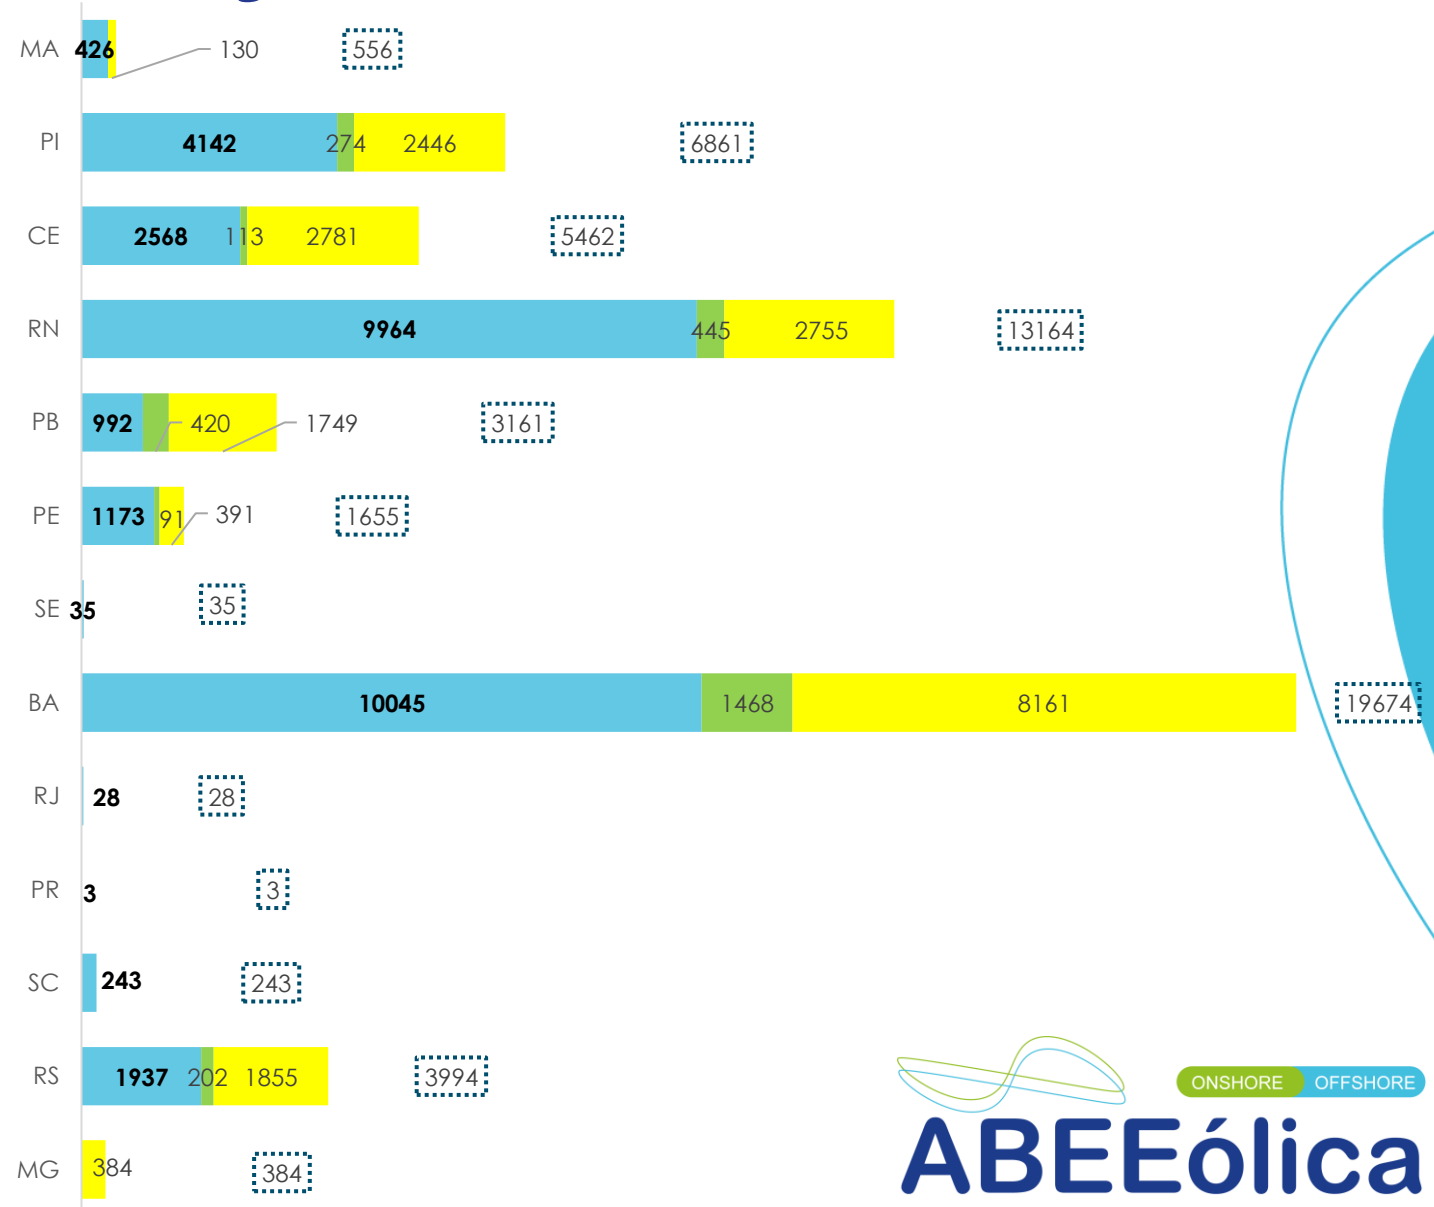 MA 426 130 556
PI 4142 274 2446 6861
CE 2568 113 2781 5462
RN 9964 445 2755 13164
PB 992 420 1749 3161
PE 1173 91 391 1655
SE 35 35
BA 10045 1468 8161 19674
RJ 28 28
PR 3 3
SC 243 243
RS 1937 202 1855 3994
MG 384 384
ONSHORE OFFSHORE
ABEEólica